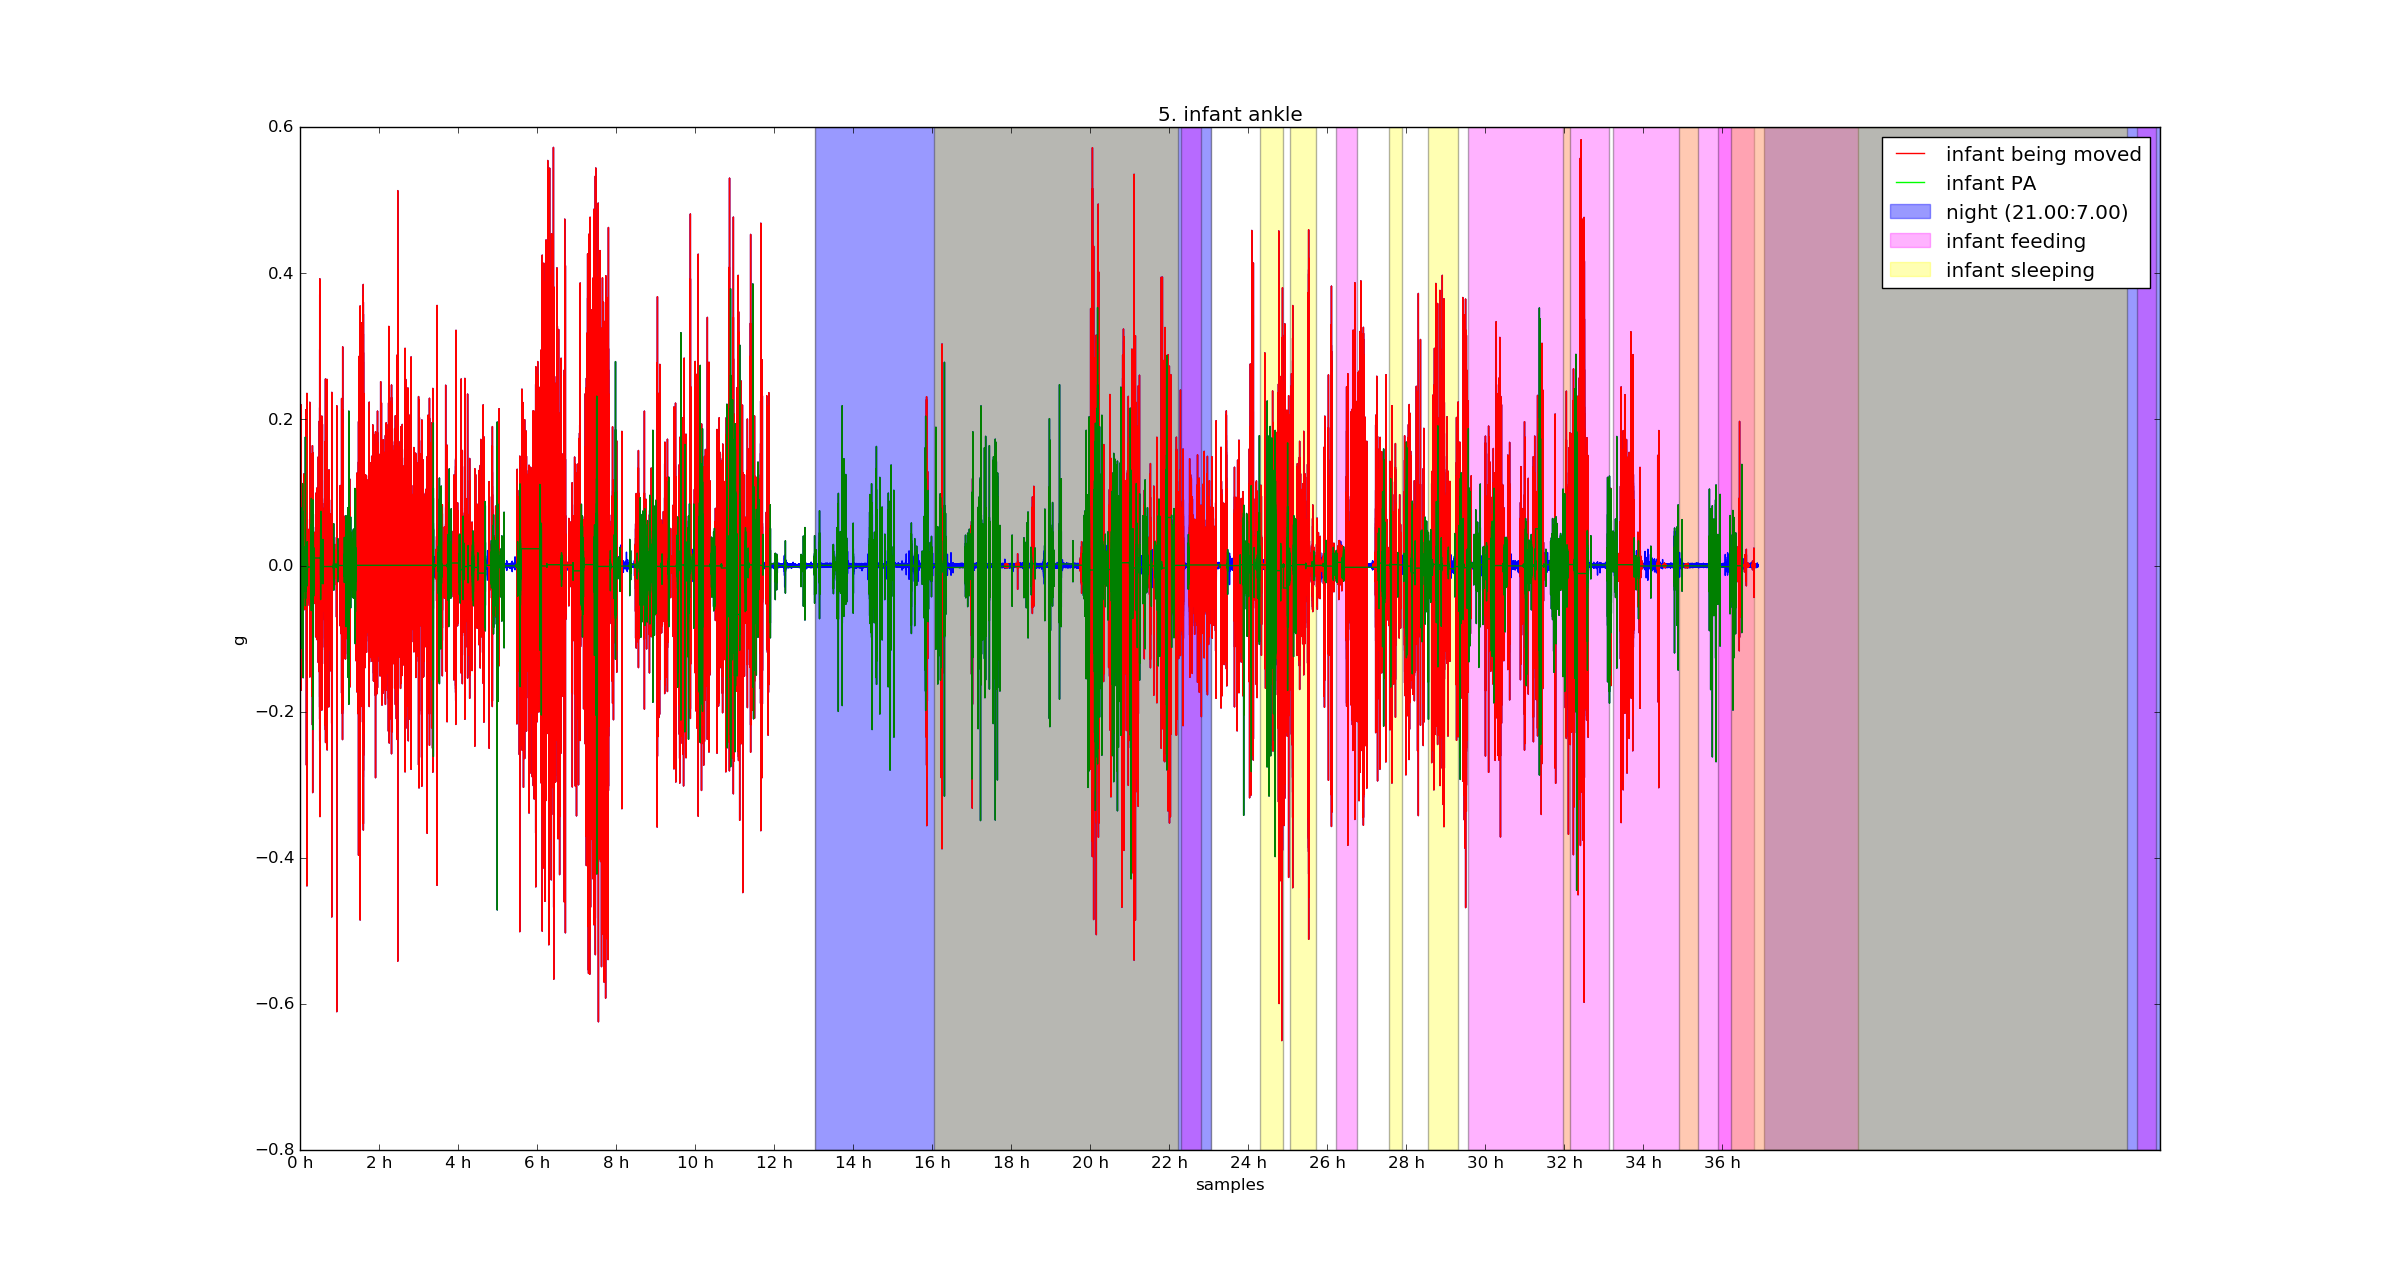 5. infant ankle
0.6
0.4
0.2
0.0
−0.2
−0.4
−0.6
−0.8
g
infant being moved
infant PA
night (21.00:7.00)
infant feeding
infant sleeping
0 h 2 h 4 h 6 h 8 h 10 h 12 h 14 h 16 h 18 h 20 h 22 h 24 h 26 h 28 h 30 h 32 h 34 h 36 h
samples